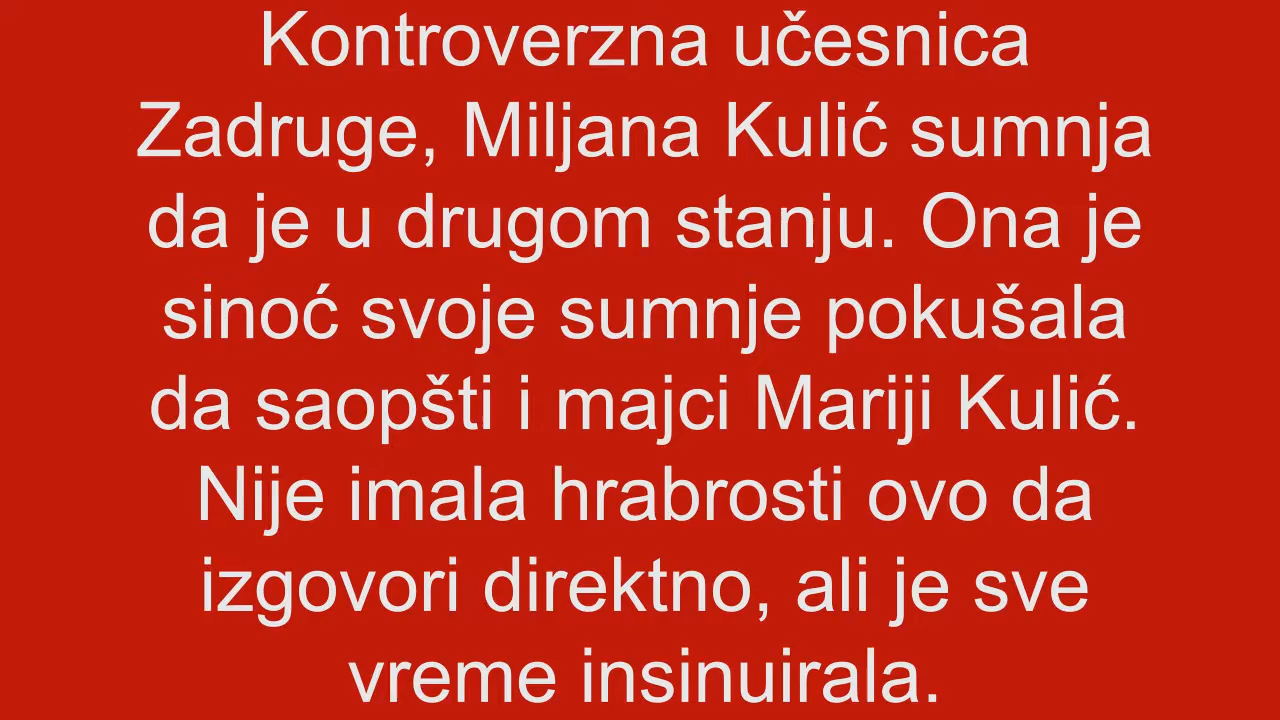 Kontroverzna učesnica
Zadruge, Miljana Kulić sumnja
da je u drugom stanju. Ona je
sinoć svoje sumnje pokušala
da saopšti i majci Mariji Kulić.
Nije imala hrabrosti ovo da
izgovori direktno, ali je sve
vreme insinuirala.